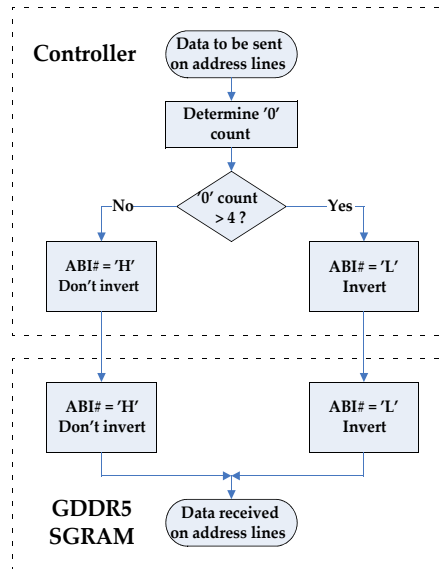 Controller
Data to be sent
on address lines
Determine '0'
count
'0' count
> 4 ?
No
Yes
ABI# = 'H'
Don't invert
ABI# = 'L'
Invert
ABI# = 'H'
Don't invert
ABI# = 'L'
Invert
GDDR5
SGRAM
Data received
on address lines